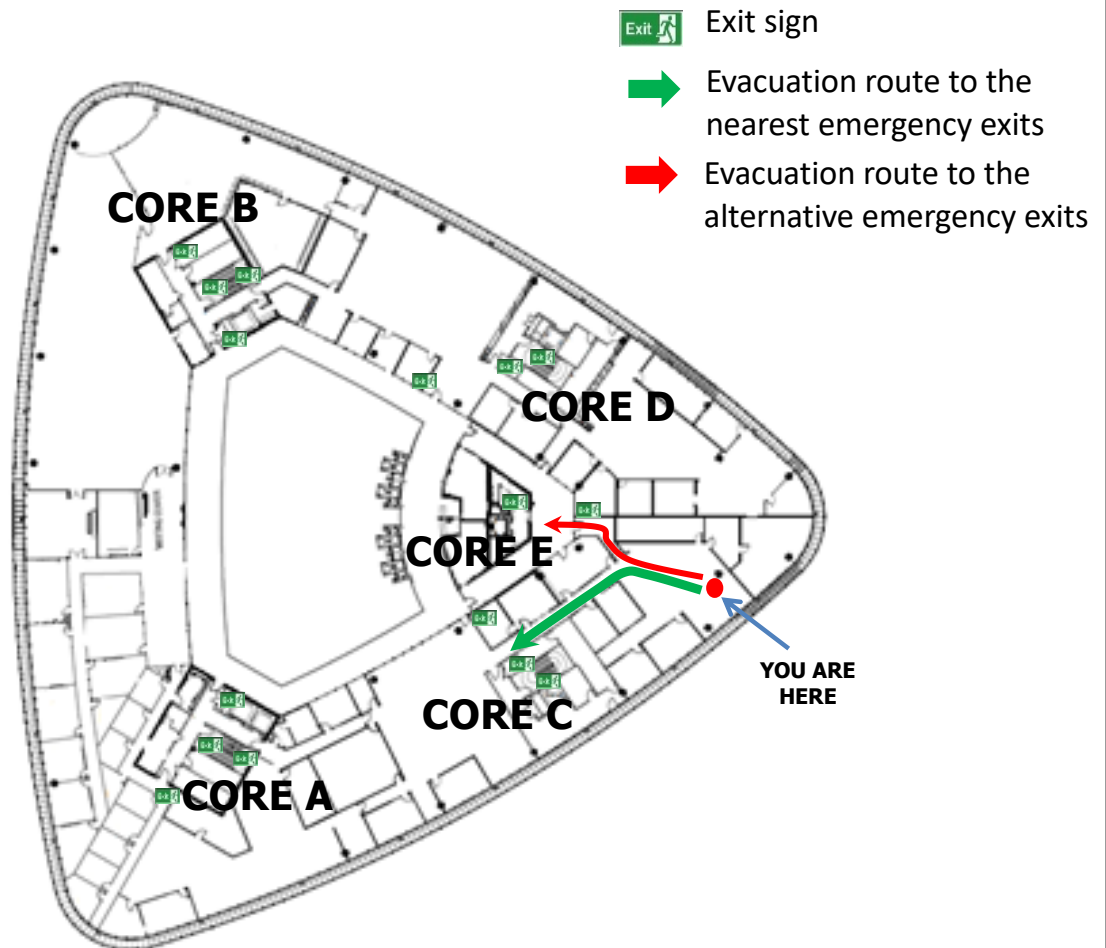 Exit
Exit sign
Evacuation route to the
nearest emergency exits
Evacuation route to the
alternative emergency exits
CORE B
CORE D
CORE E
YOU ARE
HERE
CORE C
CORE A